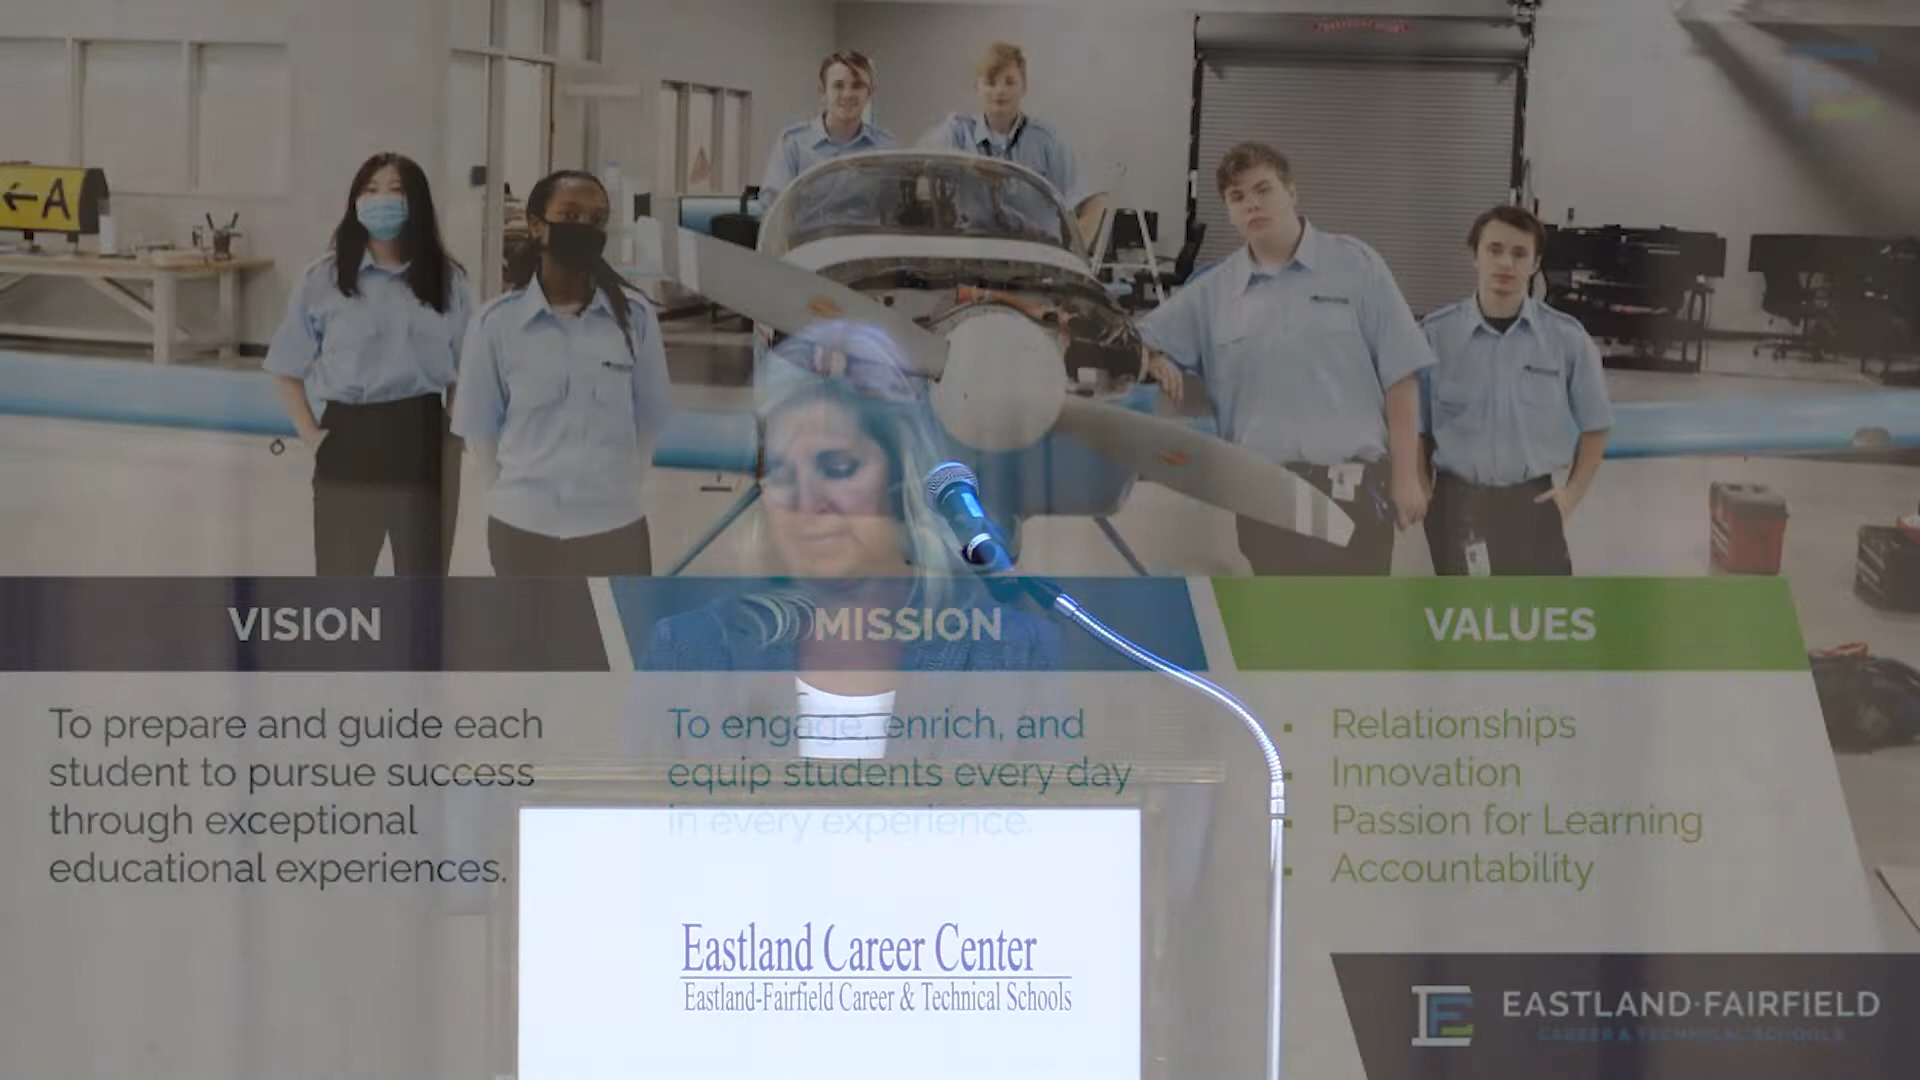 ←A
VISION
To prepare and guide each
student to pursue success
through exceptional
educational experiences.
MISSION
To engage, enrich, and
equip students every day
in every experience.
VALUES
▪ Relationships
▪ Innovation
▪ Passion for Learning
▪ Accountability
Eastland Career Center
Eastland-Fairfield Career & Technical Schools
EASTLAND·FAIRFIELD
CAREER & TECHNICAL SCHOOLS